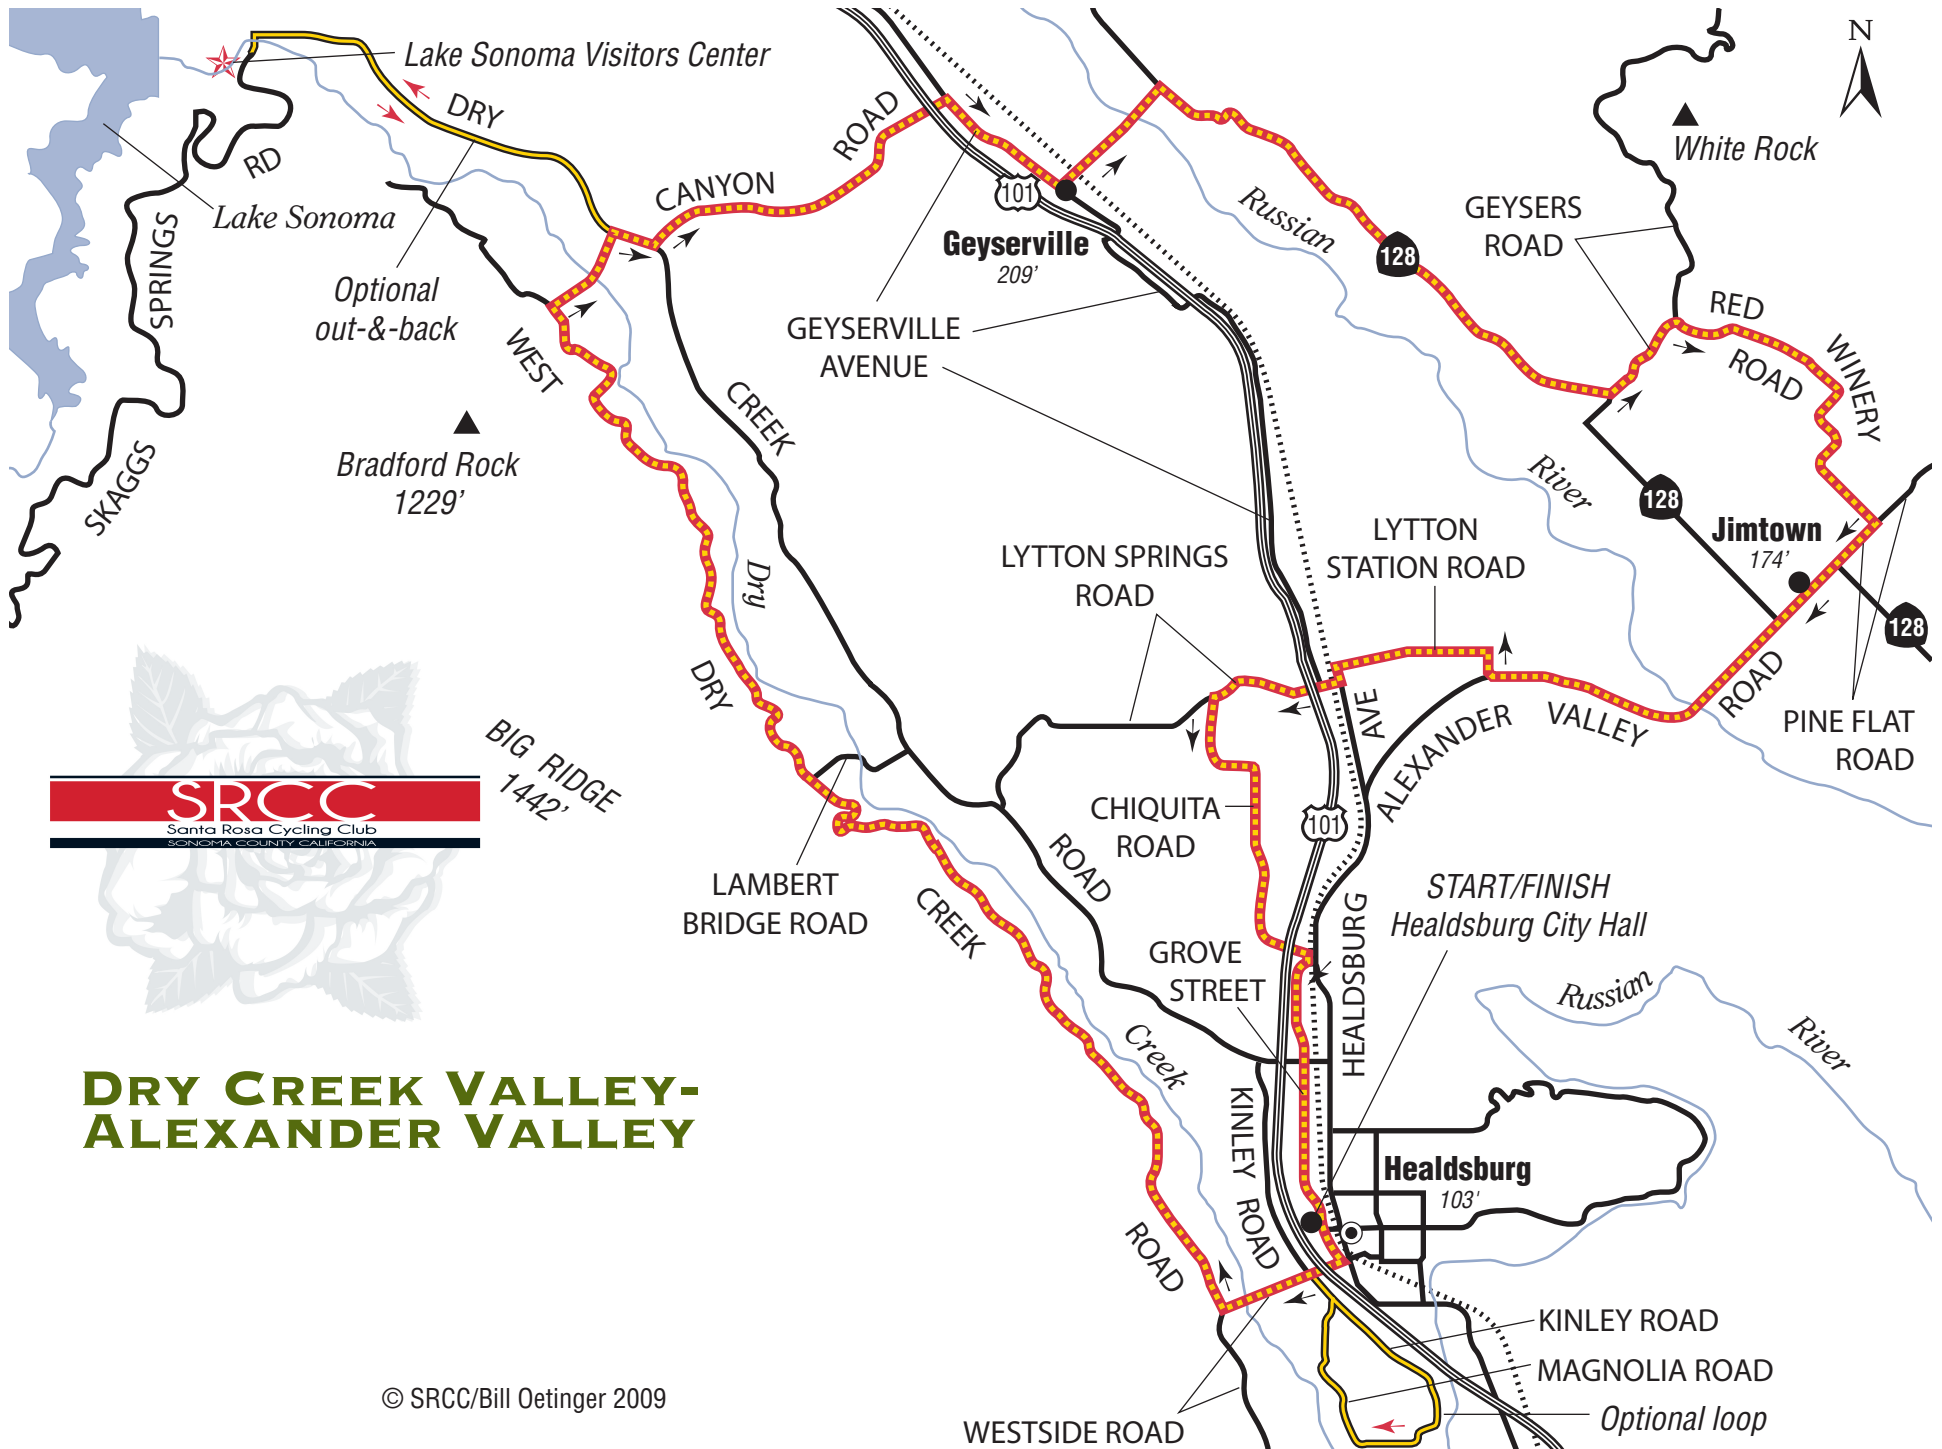 Lake Sonoma Visitors Center
N
DRY
ROAD
White Rock
RD
CANYON
101
Lake Sonoma
Russian
GEYSERS
ROAD
Geyserville
209'
128
SPRINGS
Optional
out-&-back
GEYSERVILLE
AVENUE
RED
ROAD
WINERY
WEST
CREEK
Bradford Rock
1229'
SKAGGS
River
128
Jimtown
174'
LYTTON
STATION ROAD
LYTTON SPRINGS
ROAD
Dry
128
DRY
AVE
ALEXANDER
VALLEY
ROAD
PINE FLAT
ROAD
BIG RIDGE
1442'
SRCC
Santa Rosa Cycling Club
SONOMA COUNTY CALIFORNIA
CHIQUITA
ROAD
101
ROAD
LAMBERT
BRIDGE ROAD
CREEK
START/FINISH
Healdsburg City Hall
GROVE
STREET
HEALDSBURG
Russian
River
Creek
DRY CREEK VALLEY-
ALEXANDER VALLEY
KINLEY
ROAD
Healdsburg
103'
ROAD
KINLEY ROAD
MAGNOLIA ROAD
Optional loop
WESTSIDE ROAD
© SRCC/Bill Oetinger 2009